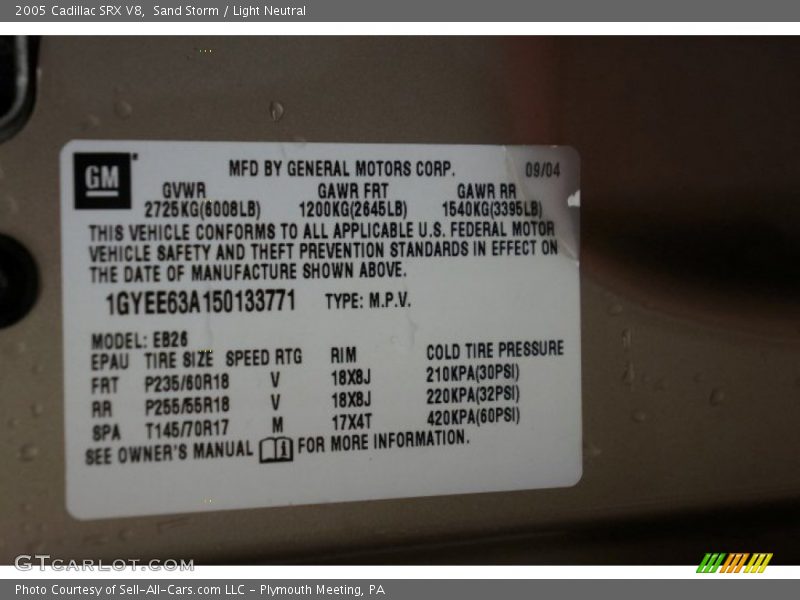 2005 Cadillac SRX V8, Sand Storm / Light Neutral
GM MFD BY GENERAL MOTORS CORP. 09/04
GVWR GAWR FRT GAWR RR
2725KG(6008LB) 1200KG(2645LB) 1540KG(3395LB)
THIS VEHICLE CONFORMS TO ALL APPLICABLE U.S. FEDERAL MOTOR
VEHICLE SAFETY AND THEFT PREVENTION STANDARDS IN EFFECT ON
THE DATE OF MANUFACTURE SHOWN ABOVE.
1GYEE63A150133771 TYPE: M.P.V.
MODEL: EB26
EPAU TIRE SIZE SPEED RTG RIM COLD TIRE PRESSURE
FRT P235/60R18 V 18X8J 210KPA(30PSI)
RR P255/55R18 V 18X8J 220KPA(32PSI)
SPA T145/70R17 M 17X4T 420KPA(60PSI)
SEE OWNER'S MANUAL i FOR MORE INFORMATION.
GTCARLOT.COM
Photo Courtesy of Sell-All-Cars.com LLC - Plymouth Meeting, PA